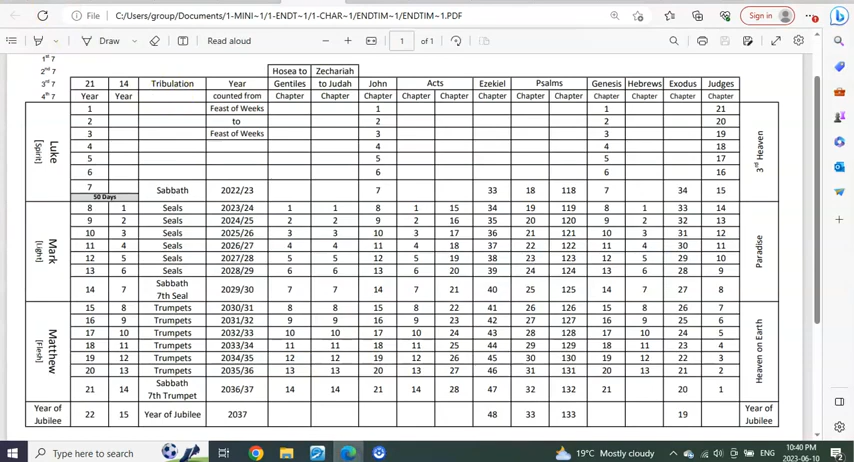 File C:/Users/group/Documents/1-MINI~1/1-ENDT~1/1-CHAR~1/ENDTIM~1/ENDTIM~1.PDF Sign in
Draw Read aloud 1 of 1
1st 7
2nd 7 Hosea to Zechariah
3rd 7 21 14 Tribulation Year Gentiles to Judah John Acts Ezekiel Psalms Genesis Hebrews Exodus Judges
4th 7 Year Year counted from Chapter Chapter Chapter Chapter Chapter Chapter Chapter Chapter Chapter Chapter Chapter Chapter
1 Feast of Weeks 1 1 21
2 to 2 2 20
3 Feast of Weeks 3 3 19
4 4 4 18
5 5 5 17
6 6 6 16
7 Sabbath 2022/23 7 33 18 118 7 34 15
50 Days
Luke
[Spirit]
3rd Heaven
8 1 Seals 2023/24 1 1 8 1 15 34 19 119 8 1 33 14
9 2 Seals 2024/25 2 2 9 2 16 35 20 120 9 2 32 13
10 3 Seals 2025/26 3 3 10 3 17 36 21 121 10 3 31 12
11 4 Seals 2026/27 4 4 11 4 18 37 22 122 11 4 30 11
12 5 Seals 2027/28 5 5 12 5 19 38 23 123 12 5 29 10
13 6 Seals 2028/29 6 6 13 6 20 39 24 124 13 6 28 9
14 7 Sabbath 2029/30 7 7 14 7 21 40 25 125 14 7 27 8
7th Seal
Mark
[Light]
Paradise
15 8 Trumpets 2030/31 8 8 15 8 22 41 26 126 15 8 26 7
16 9 Trumpets 2031/32 9 9 16 9 23 42 27 127 16 9 25 6
17 10 Trumpets 2032/33 10 10 17 10 24 43 28 128 17 10 24 5
18 11 Trumpets 2033/34 11 11 18 11 25 44 29 129 18 11 23 4
19 12 Trumpets 2034/35 12 12 19 12 26 45 30 130 19 12 22 3
20 13 Trumpets 2035/36 13 13 20 13 27 46 31 131 20 13 21 2
21 14 Sabbath 2036/37 14 14 21 14 28 47 32 132 21 20 1
7th Trumpet
Matthew
[Flesh]
Heaven on Earth
Year of Jubilee 22 15 Year of Jubilee 2037 48 33 133 19 Year of Jubilee
Type here to search 19°C Mostly cloudy ENG 10:40 PM
2023-06-10